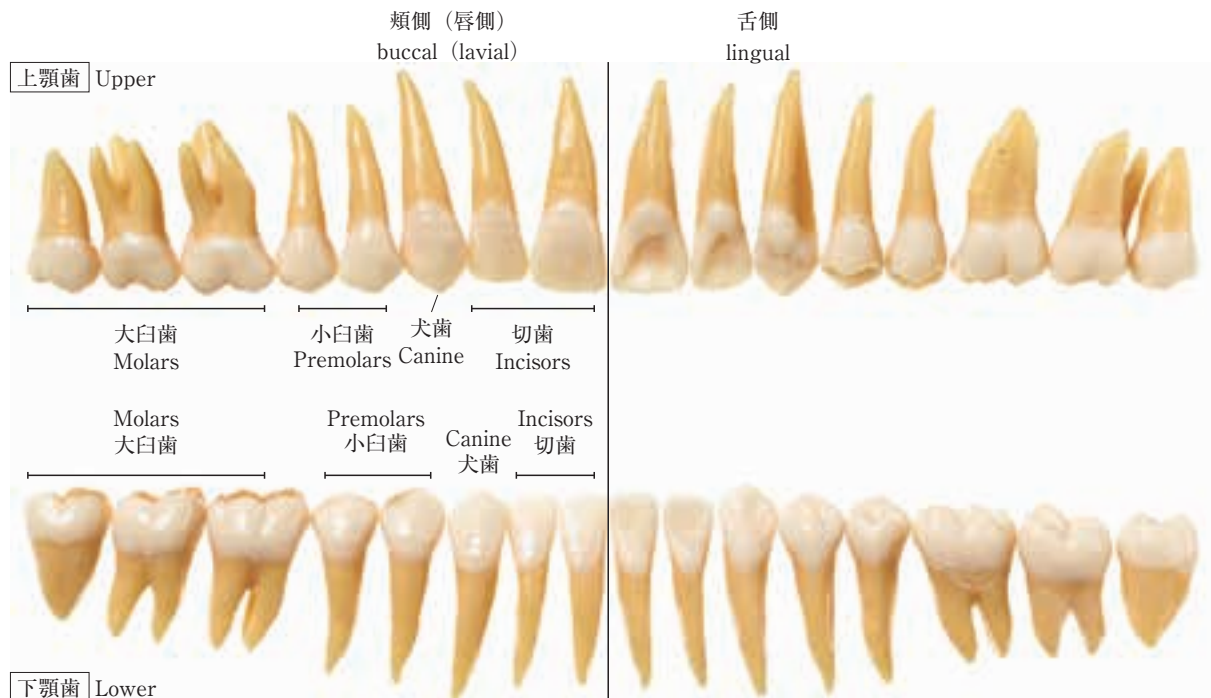 頬側（唇側）
buccal（lavial）
舌側
lingual
上顎歯 Upper
大臼歯
Molars
小臼歯
Premolars
犬歯
Canine
切歯
Incisors
Molars
大臼歯
Premolars
小臼歯
Canine
犬歯
Incisors
切歯
下顎歯 Lower